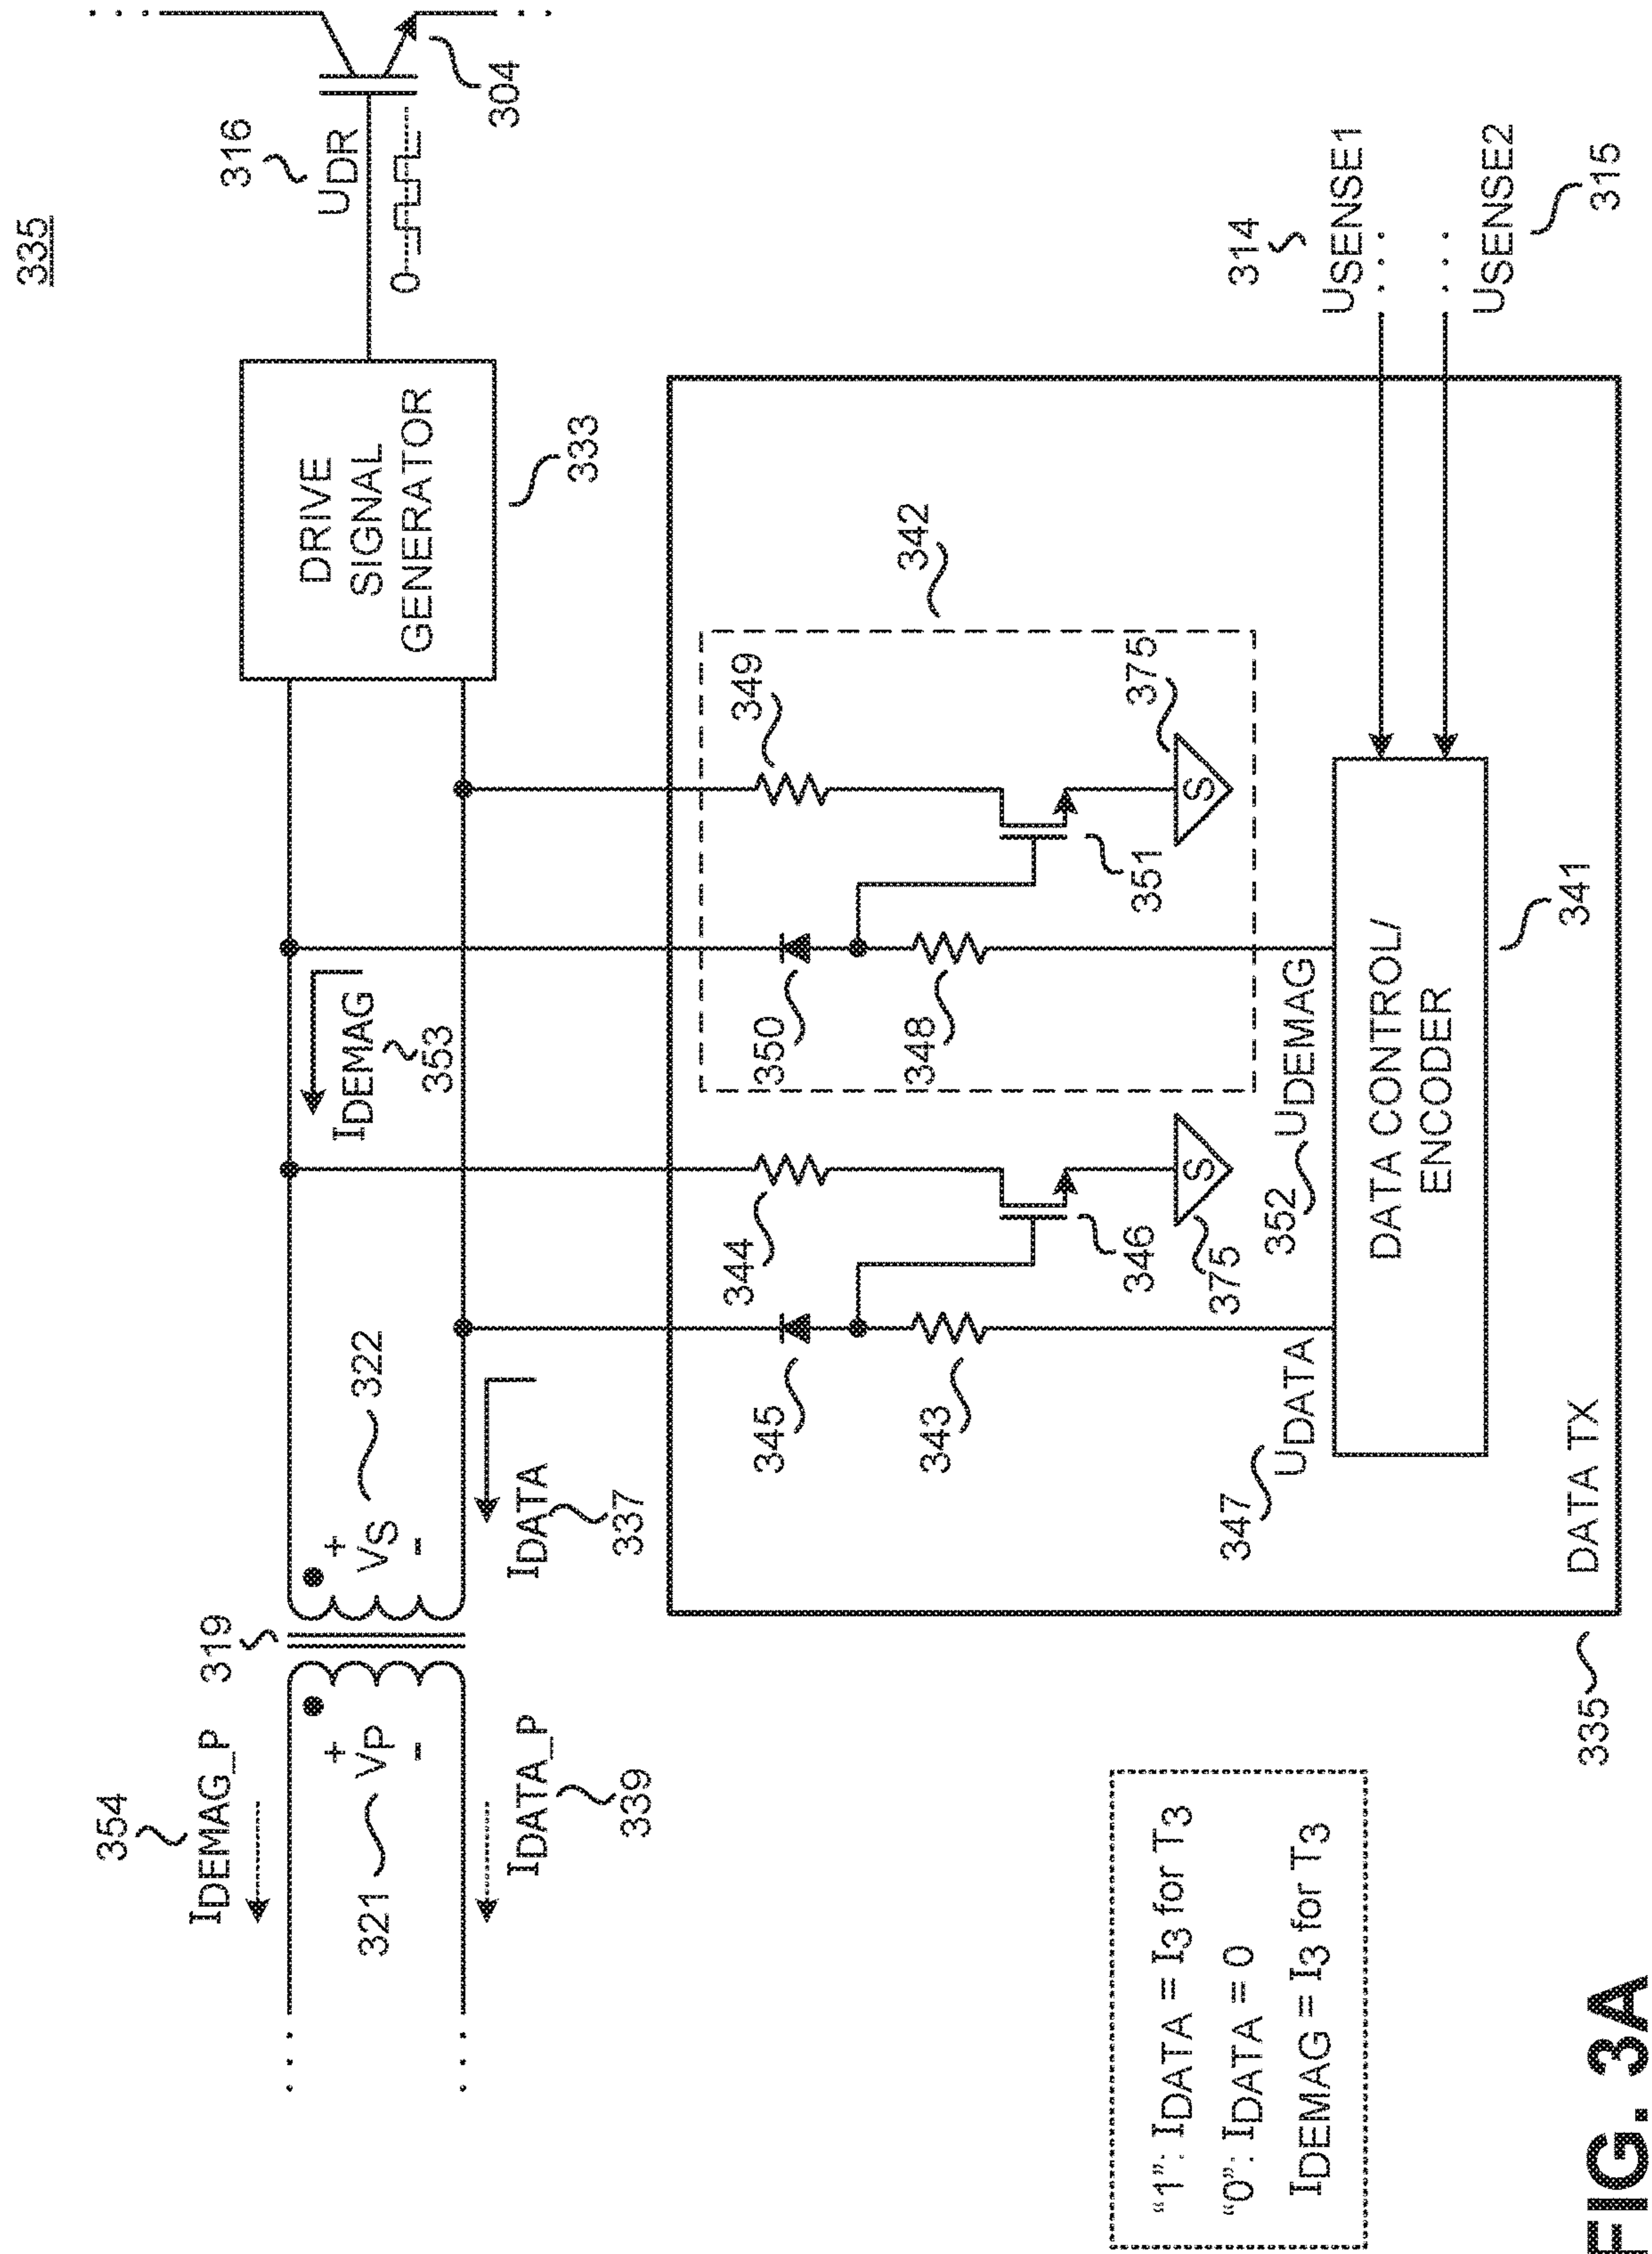 335
354
IDEMAG_P
319
321
+
VP
-
+
VS
-
322
IDATA_P
339
IDATA
337
IDEMAG
353
DRIVE
SIGNAL
GENERATOR
333
316
UDR
0
304
342
345
344
350
349
343
346
348
351
375
S
375
S
347
UDATA
352
UDEMAG
DATA CONTROL/
ENCODER
341
314
USENSE1
USENSE2
315
DATA TX
335
“1”: IDATA = I3 for T3
“0”: IDATA = 0
IDEMAG = I3 for T3
FIG. 3A